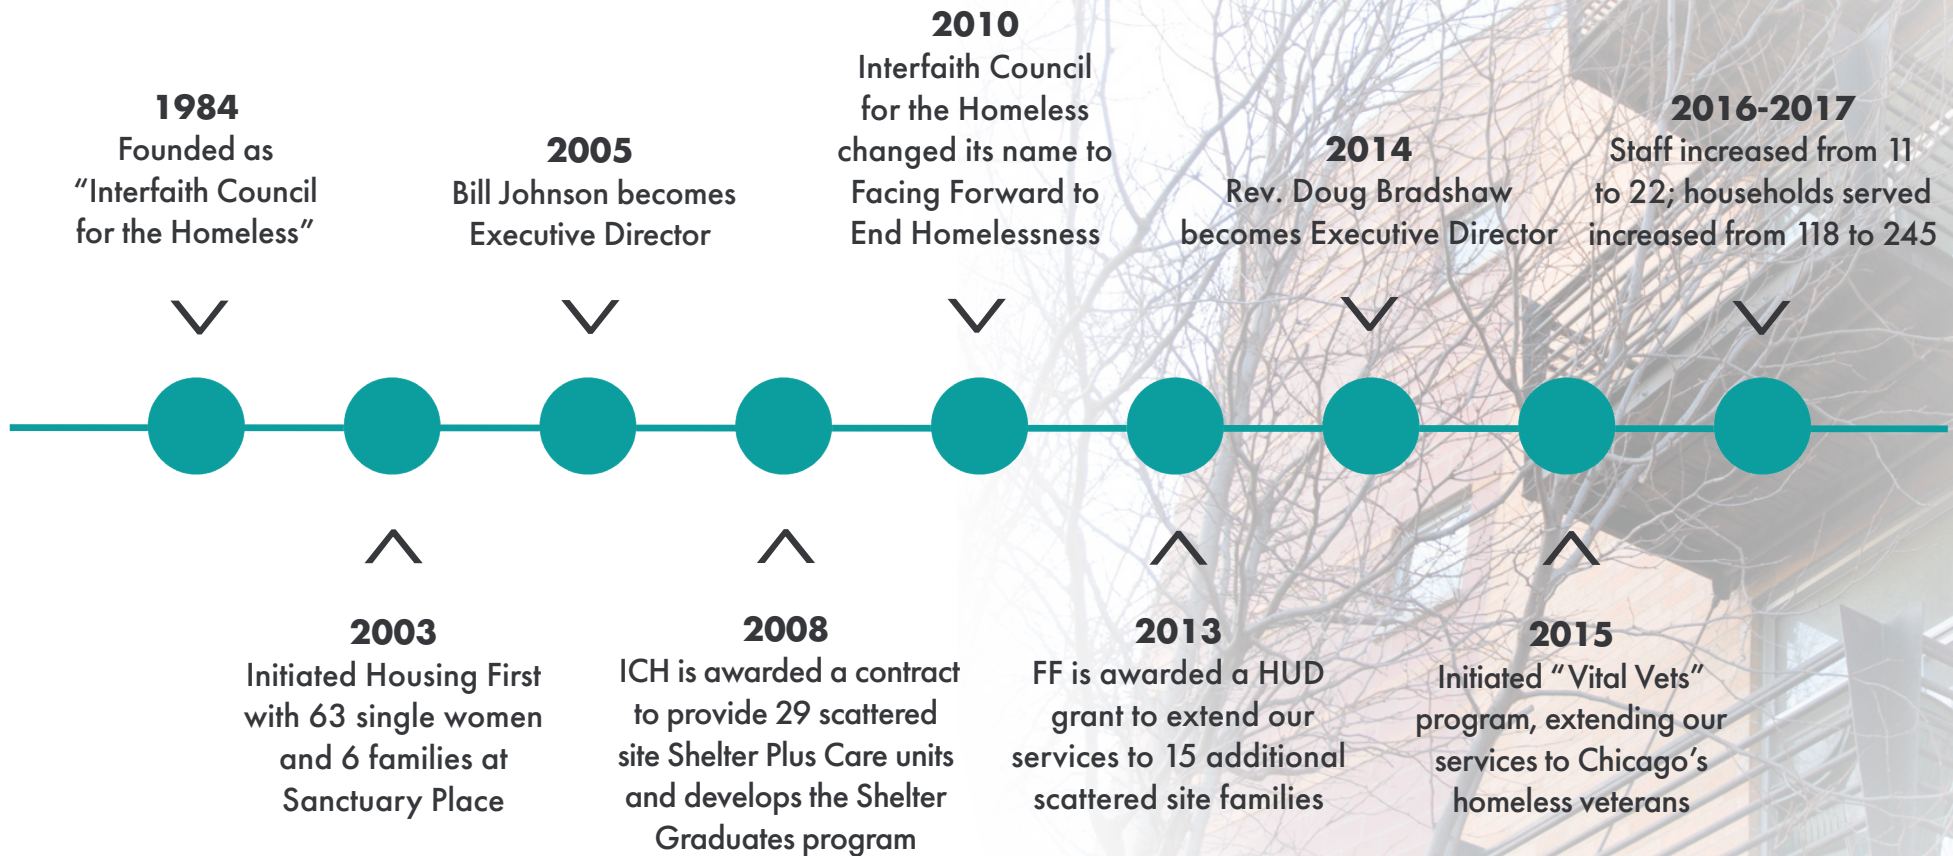 1984
Founded as
“Interfaith Council
for the Homeless”
2003
Initiated Housing First
with 63 single women
and 6 families at
Sanctuary Place
2005
Bill Johnson becomes
Executive Director
2008
ICH is awarded a contract
to provide 29 scattered
site Shelter Plus Care units
and develops the Shelter
Graduates program
2010
Interfaith Council
for the Homeless
changed its name to
Facing Forward to
End Homelessness
2013
FF is awarded a HUD
grant to extend our
services to 15 additional
scattered site families
2014
Rev. Doug Bradshaw
becomes Executive Director
2015
Initiated “Vital Vets”
program, extending our
services to Chicago’s
homeless veterans
2016-2017
Staff increased from 11
to 22; households served
increased from 118 to 245